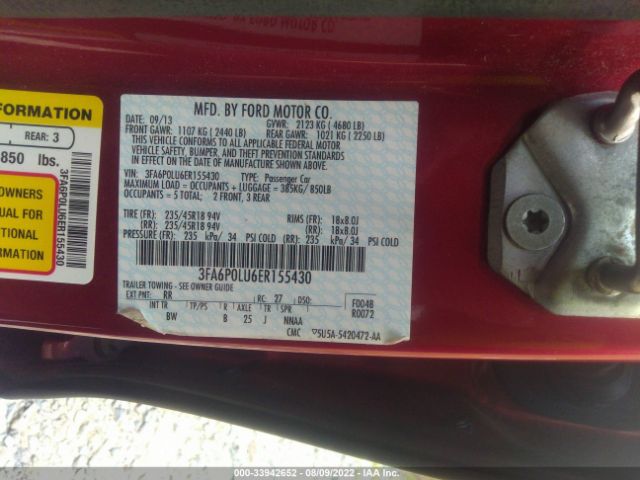 FORMATION
REAR: 3
850 lbs.
3FA6P0LU6ER155430
OWNERS
UAL FOR
TIONAL
RMATION
MFD. BY FORD MOTOR CO.
DATE: 09/13 GVWR: 2123 KG ( 4680 LB)
FRONT GAWR: 1107 KG ( 2440 LB) REAR GAWR: 1021 KG ( 2250 LB)
THIS VEHICLE CONFORMS TO ALL APPLICABLE FEDERAL MOTOR
VEHICLE SAFETY, BUMPER, AND THEFT PREVENTION STANDARDS IN
EFFECT ON THE DATE OF MANUFACTURE SHOWN ABOVE.
VIN: 3FA6P0LU6ER155430 TYPE: Passenger Car
MAXIMUM LOAD = OCCUPANTS + LUGGAGE = 385KG/ 850LB
OCCUPANTS = 5 TOTAL: 2 FRONT, 3 REAR
TIRE (FR): 235/45R18 94V RIMS (FR): 18x8.0J
(RR): 235/45R18 94V (RR): 18x8.0J
PRESSURE (FR): 235 kPa/ 34 PSI COLD (RR): 235 kPa/ 34 PSI COLD
3FA6P0LU6ER155430
TRAILER TOWING - SEE OWNER GUIDE
EXT PNT: RR RC: 27 DSO: F0048
INT TR TP/PS R AXLE TR SPR R0072
BW B 25 J NNAA
CMC 5U5A-5420472-AA
000-33942652 - 08/09/2022 - IAA Inc.